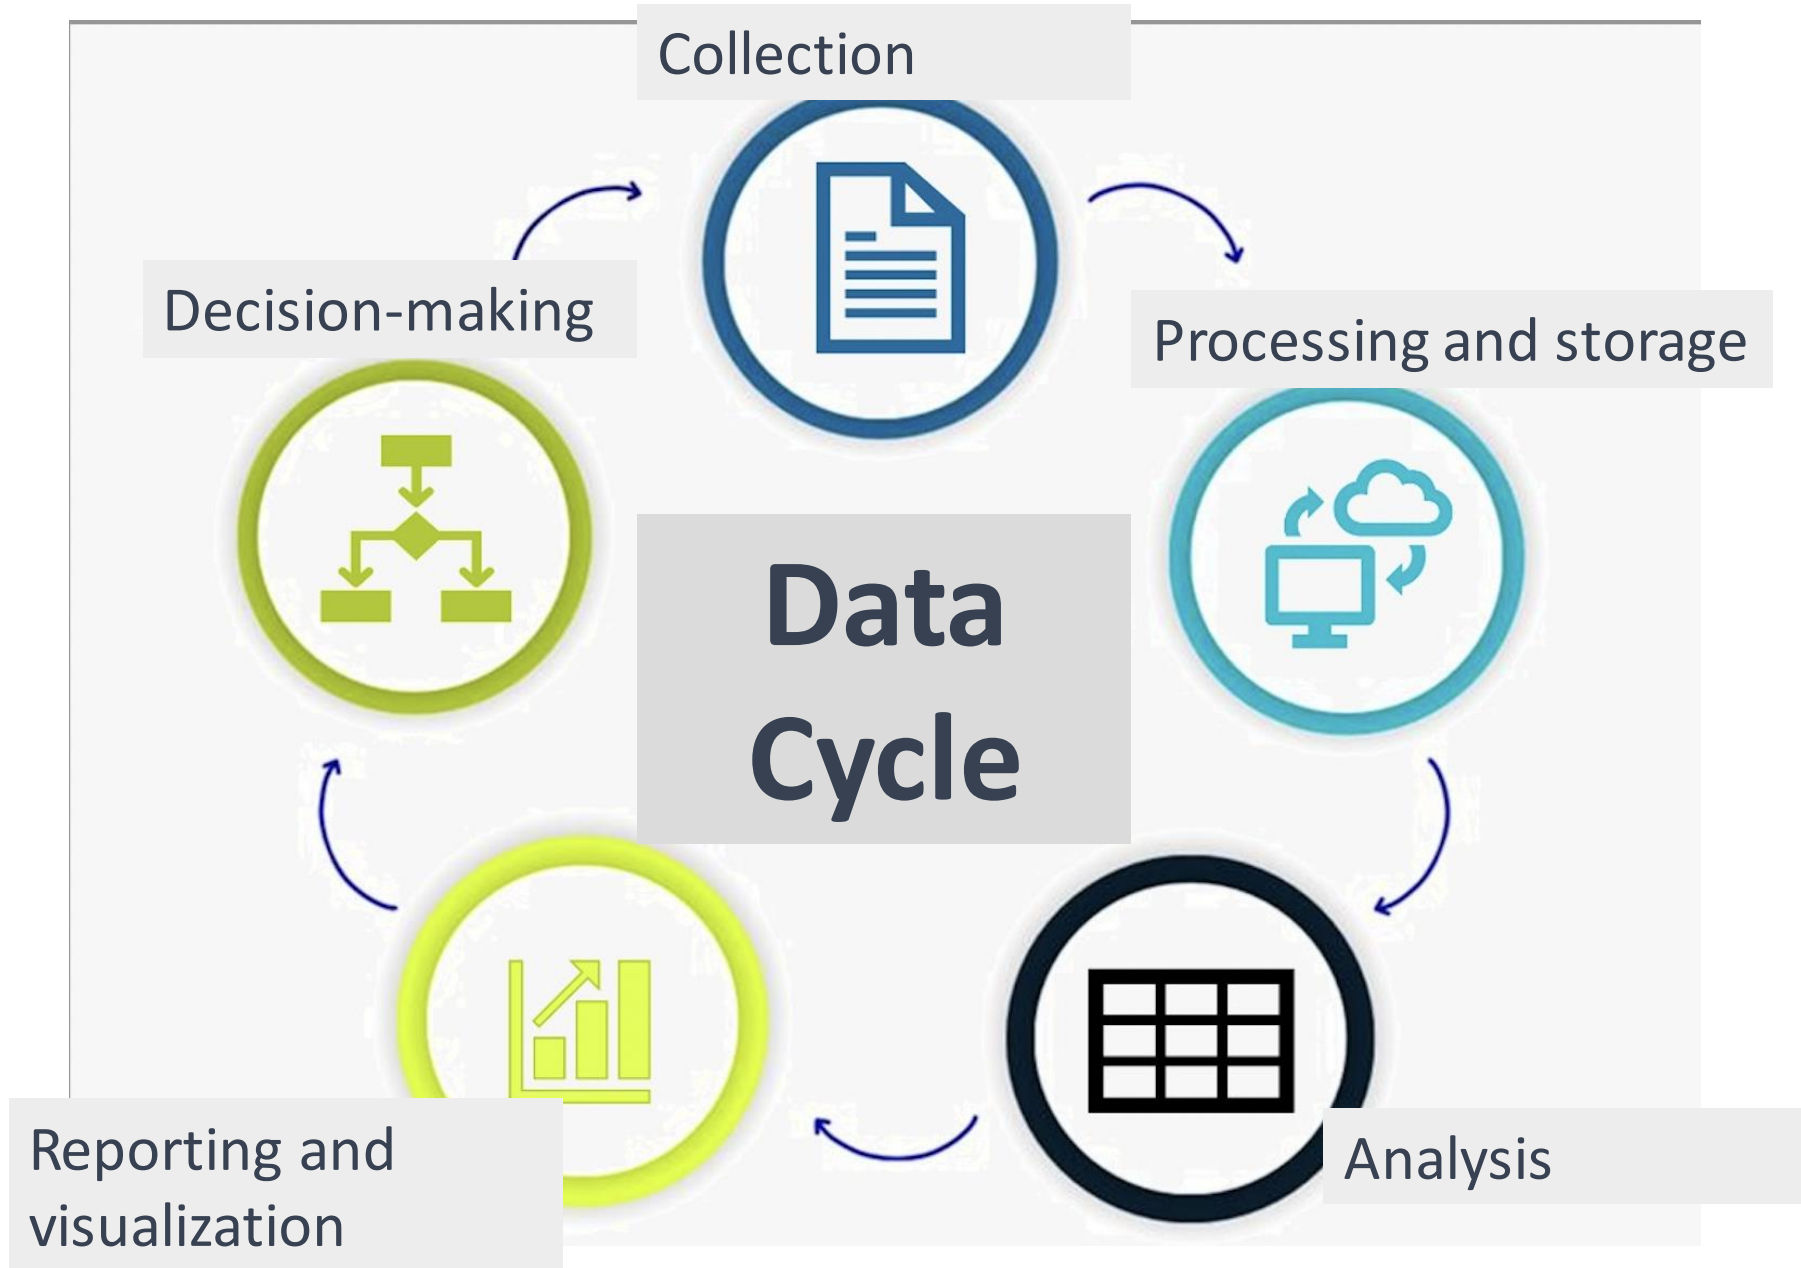 Collection
Decision-making
Processing and storage
Data
Cycle
Reporting and
visualization
Analysis